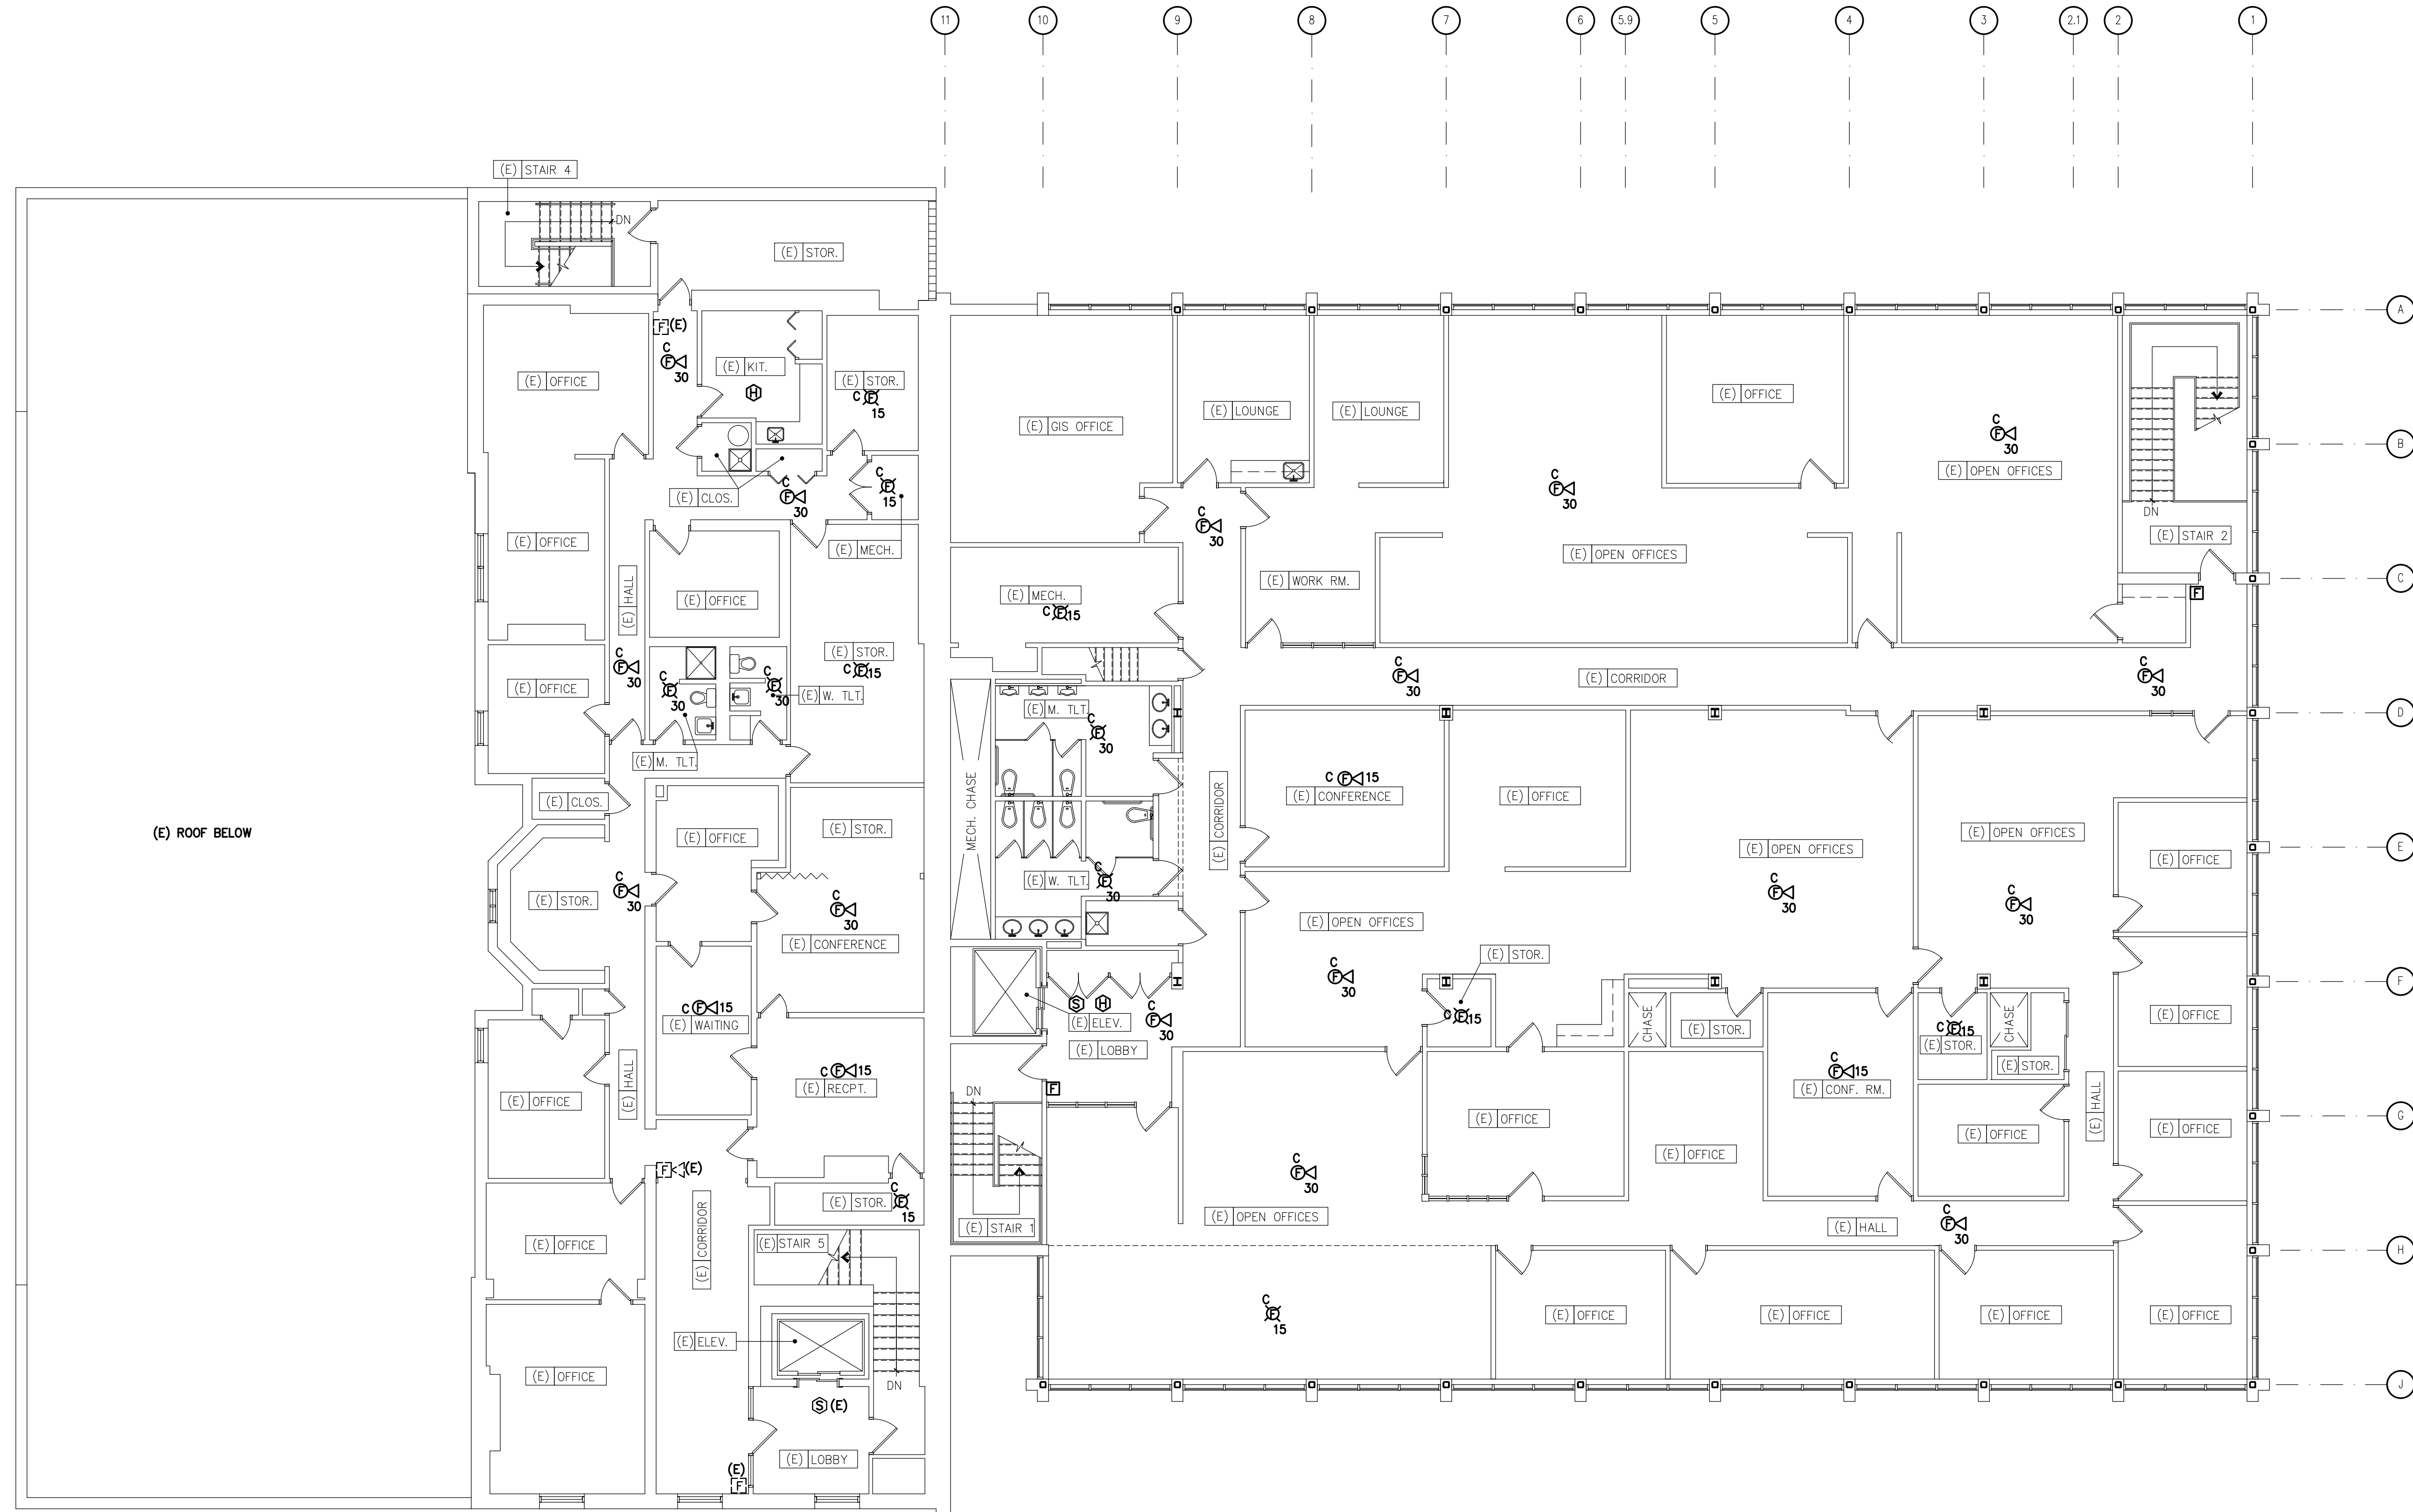 11 10 9 8 7 6 5.9 5 4 3 2.1 2 1
(E) STAIR 4
DN
(E) STOR.
A
F (E)
C
F
30
(E) KIT.
H
(E) OFFICE
(E) STOR.
C F
15
(E) OFFICE
(E) LOUNGE
(E) LOUNGE
(E) GIS OFFICE
C
F
30
(E) OPEN OFFICES
B
(E) CLOS.
C
F
30
C
F
15
C
F
30
C
F
30
DN
(E) STAIR 2
(E) OFFICE
(E) MECH.
(E) OPEN OFFICES
(E) WORK RM.
C
F
(E) HALL
(E) OFFICE
(E) MECH.
C F 15
(E) STOR.
C F 15
C
F
30
(E) OFFICE
C
F
30
C
F
30
(E) W. TLT.
C
F
30
(E) CORRIDOR
C
F
30
(E) M. TLT.
C
F
30
D
(E) M. TLT.
MECH. CHASE
(E) CORRIDOR
C F 15
(E) CONFERENCE
(E) OFFICE
(E) CLOS.
(E) ROOF BELOW
(E) OFFICE
(E) STOR.
(E) OPEN OFFICES
(E) OPEN OFFICES
(E) OFFICE
E
C
F
30
(E) STOR.
C
F
30
(E) CONFERENCE
(E) W. TLT.
C
F
30
(E) OPEN OFFICES
C
F
30
C
F
30
C
F
30
(E) STOR.
F
C F 15
(E) WAITING
S H
C
F
30
(E) ELEV.
(E) LOBBY
C F 15
CHASE
(E) STOR.
C F 15
(E) STOR.
CHASE
(E) STOR.
(E) OFFICE
(E) HALL
(E) OFFICE
C F 15
(E) RECPT.
F
DN
C
F 15
(E) CONF. RM.
(E) HALL
(E) OFFICE
(E) OFFICE
(E) OFFICE
(E) OFFICE
G
F (E)
(E) CORRIDOR
(E) STOR.
C
F
15
(E) STAIR 1
C
F
30
(E) OPEN OFFICES
(E) OFFICE
(E) HALL
C
F
30
(E) OFFICE
(E) STAIR 5
H
(E) ELEV.
C
F
15
(E) OFFICE
(E) OFFICE
(E) OFFICE
(E) OFFICE
(E) OFFICE
DN
J
S (E)
(E) LOBBY
(E)
F